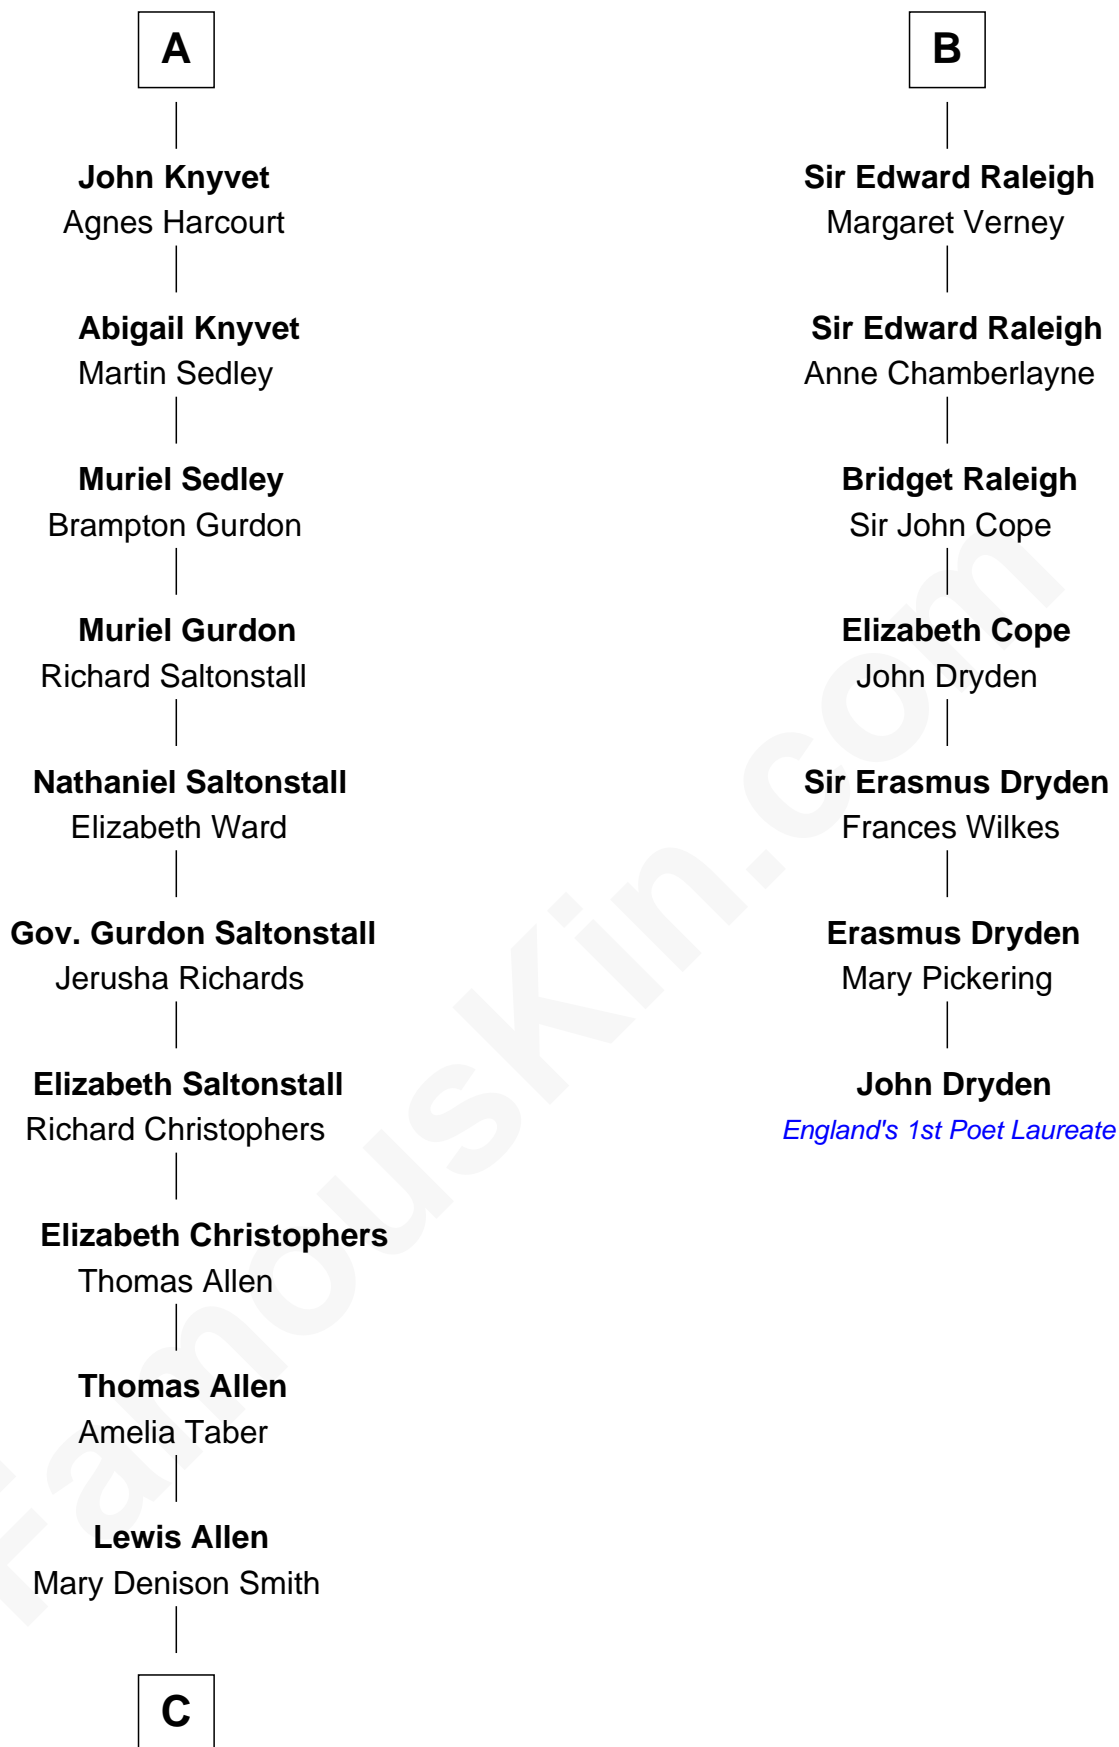 A
John Knyvet
Agnes Harcourt
Abigail Knyvet
Martin Sedley
Muriel Sedley
Brampton Gurdon
Muriel Gurdon
Richard Saltonstall
Nathaniel Saltonstall
Elizabeth Ward
Gov. Gurdon Saltonstall
Jerusha Richards
Elizabeth Saltonstall
Richard Christophers
Elizabeth Christophers
Thomas Allen
Thomas Allen
Amelia Taber
Lewis Allen
Mary Denison Smith
C
B
Sir Edward Raleigh
Margaret Verney
Sir Edward Raleigh
Anne Chamberlayne
Bridget Raleigh
Sir John Cope
Elizabeth Cope
John Dryden
Sir Erasmus Dryden
Frances Wilkes
Erasmus Dryden
Mary Pickering
John Dryden
England's 1st Poet Laureate
FamousKin.com